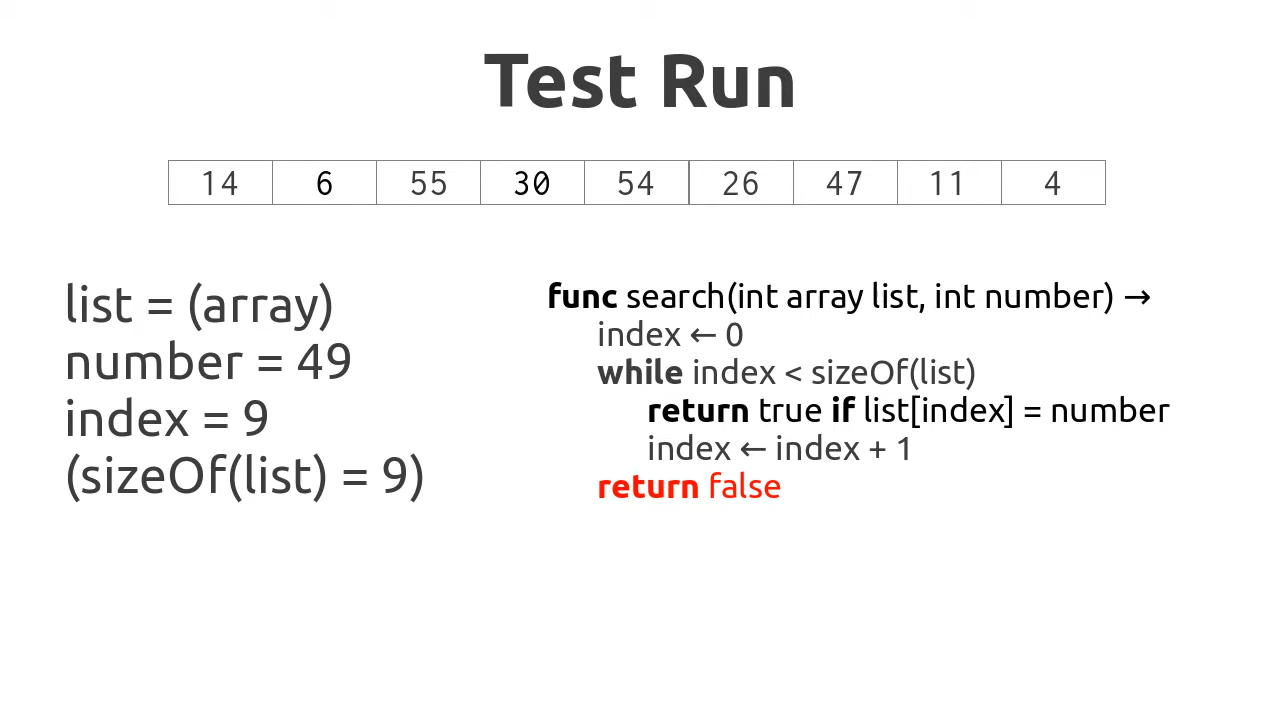 Test Run
14 6 55 30 54 26 47 11 4
list = (array)
number = 49
index = 9
(sizeOf(list) = 9)
func search(int array list, int number) →
index ← 0
while index < sizeOf(list)
return true if list[index] = number
index ← index + 1
return false